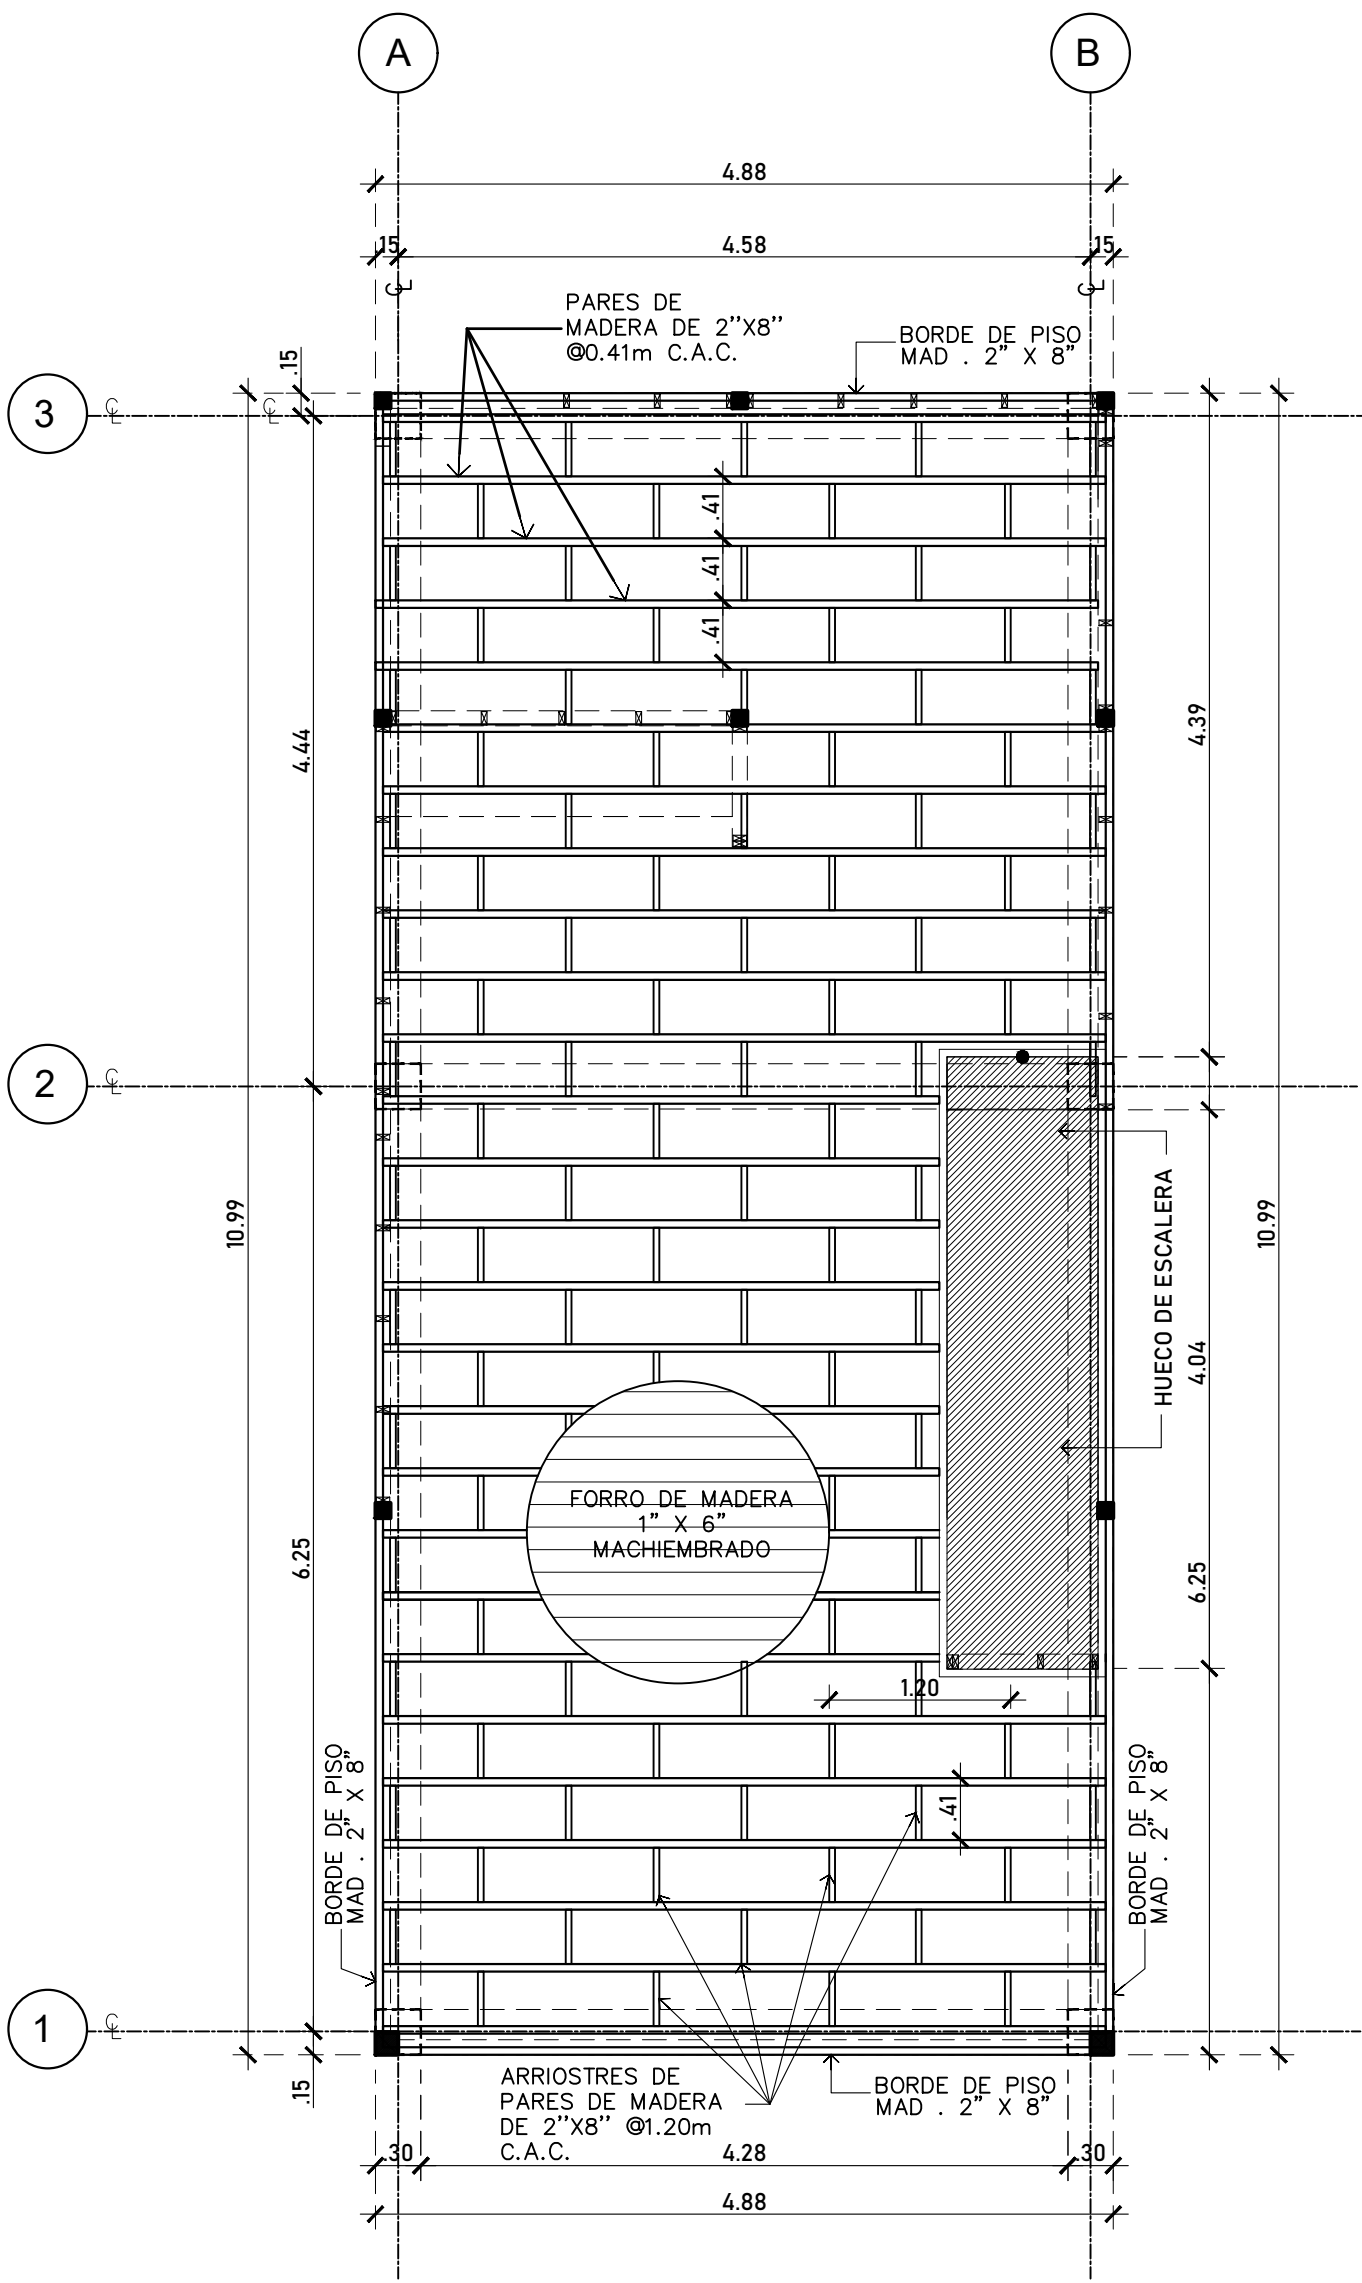 A
B
4.88
.15
4.58
.15
PARES DE
MADERA DE 2''X8''
@0.41m C.A.C.
BORDE DE PISO
MAD . 2" X 8"
.15
3
.41
.41
.41
4.44
4.39
2
10.99
10.99
HUECO DE ESCALERA
4.04
FORRO DE MADERA
1" X 6"
MACHIEMBRADO
6.25
6.25
1.20
.41
BORDE DE PISO
MAD . 2" X 8"
BORDE DE PISO
MAD . 2" X 8"
1
.15
ARRIOSTRES DE
PARES DE MADERA
DE 2''X8'' @1.20m
C.A.C.
BORDE DE PISO
MAD . 2" X 8"
.30
4.28
.30
4.88